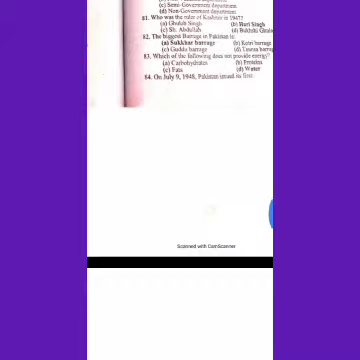 (c) Semi-Government department
(d) Non-Government department
81. Who was the ruler of Kashmir in 1947?
(a) Ghulab Singh (b) Hari Singh
(c) Sh. Abdullah (d) Bukhshi
82. The biggest Barrage in Pakistan is:
(a) Sukkhar barrage (b) Kotri barrage
(c) Guddu barrage (d) Taunsa
83. Which of the following does not provide energy?
(a) Carbohydrates (b) Proteins
(c) Fats (d) Water
84. On July 9, 1948, Pakistan issued its first
Scanned with CamScanner